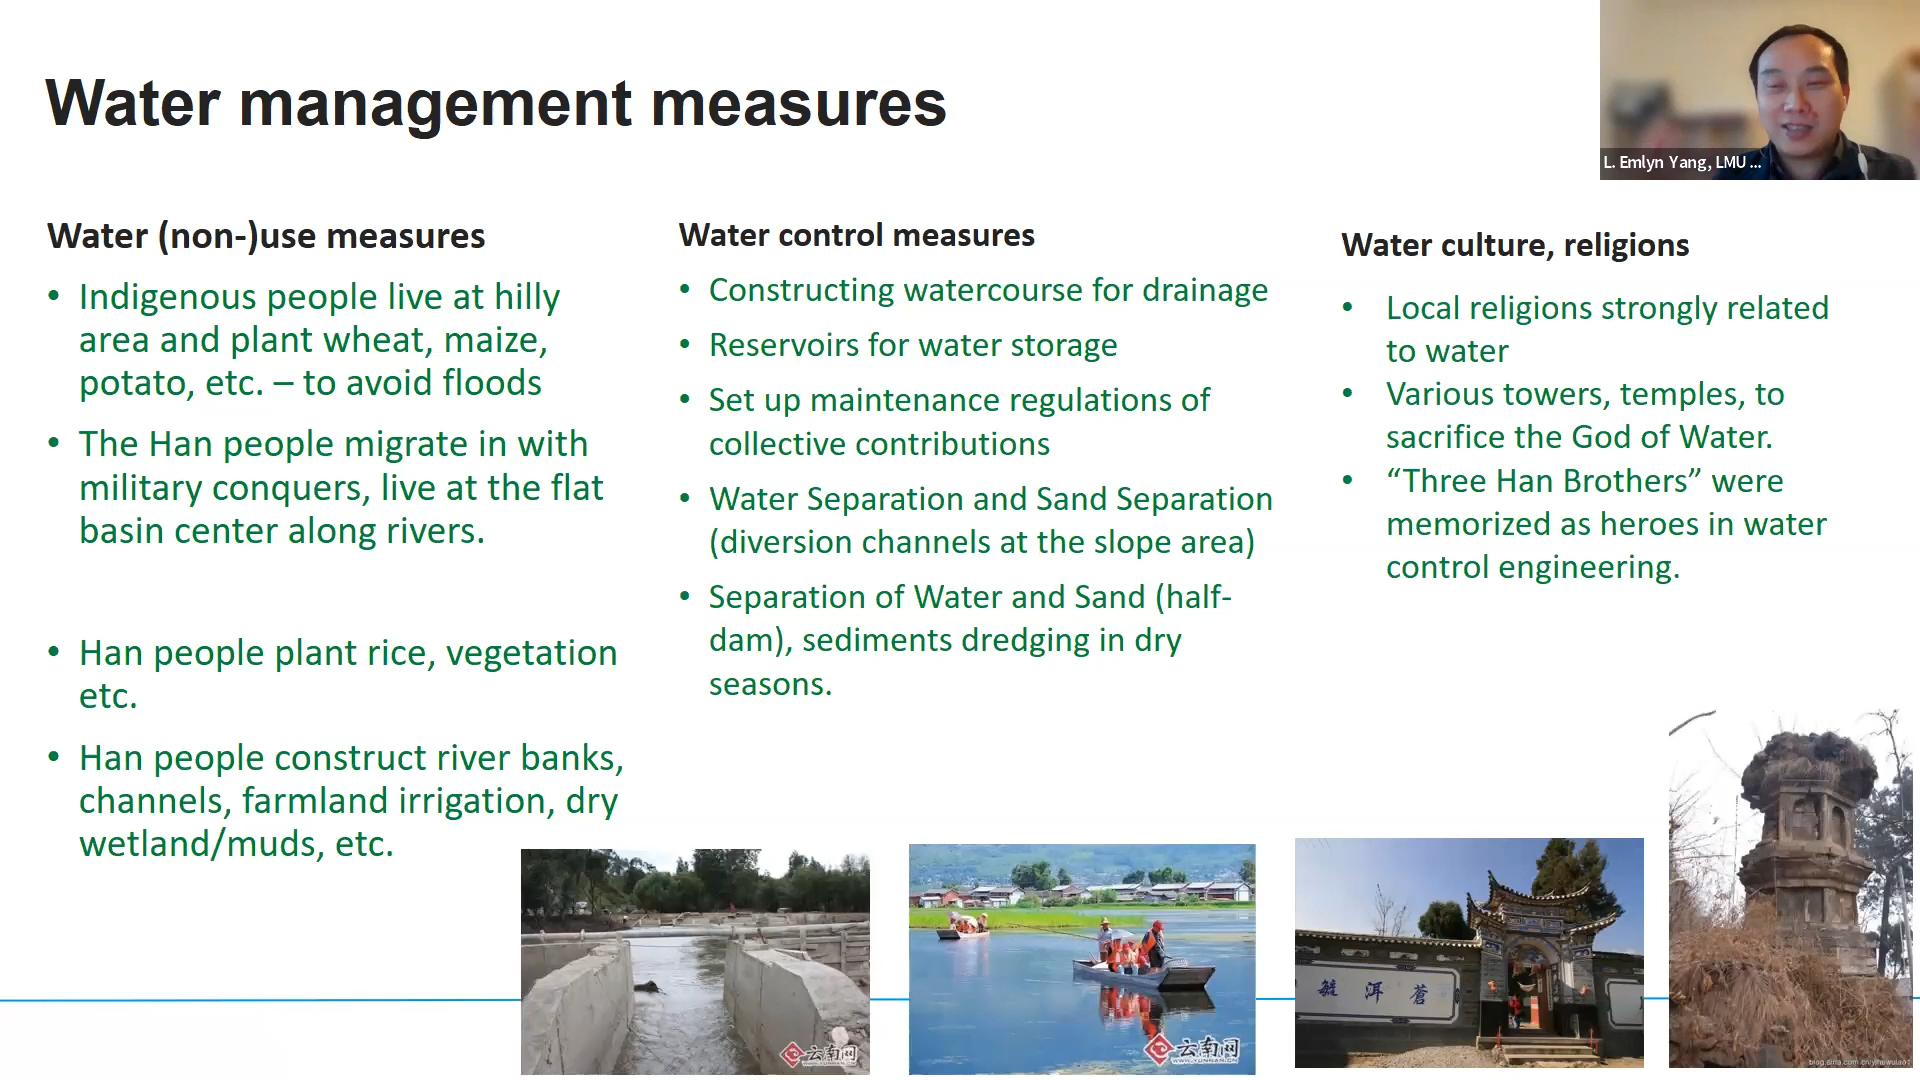 Water management measures
L. Emlyn Yang, LMU ...
Water (non-)use measures
• Indigenous people live at hilly
area and plant wheat, maize,
potato, etc. – to avoid floods
• The Han people migrate in with
military conquers, live at the flat
basin center along rivers.
• Han people plant rice, vegetation
etc.
• Han people construct river banks,
channels, farmland irrigation, dry
wetland/muds, etc.
Water control measures
• Constructing watercourse for drainage
• Reservoirs for water storage
• Set up maintenance regulations of
collective contributions
• Water Separation and Sand Separation
(diversion channels at the slope area)
• Separation of Water and Sand (half-
dam), sediments dredging in dry
seasons.
Water culture, religions
• Local religions strongly related
to water
• Various towers, temples, to
sacrifice the God of Water.
• “Three Han Brothers” were
memorized as heroes in water
control engineering.
云南网
WWW.YUNNAN.CN
云南网
WWW.YUNNAN.CN
毓洱蒼